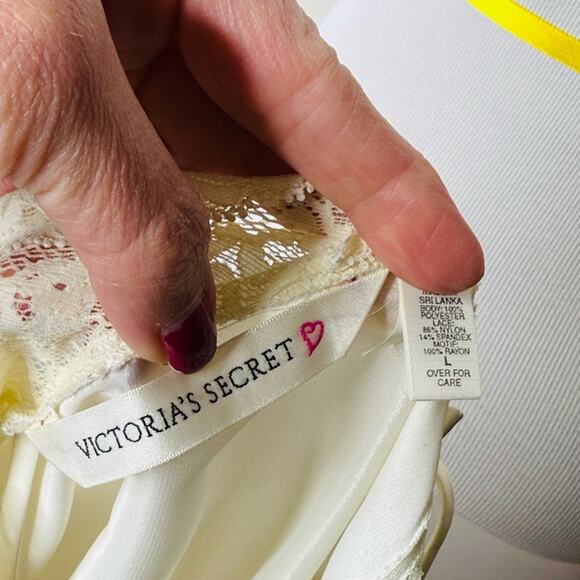 VICTORIA'S SECRET
SRI LANKA
BODY: 100%
POLYESTER
LACE:
86% NYLON
14% SPANDEX
MOTIF:
100% RAYON
L
OVER FOR
CARE